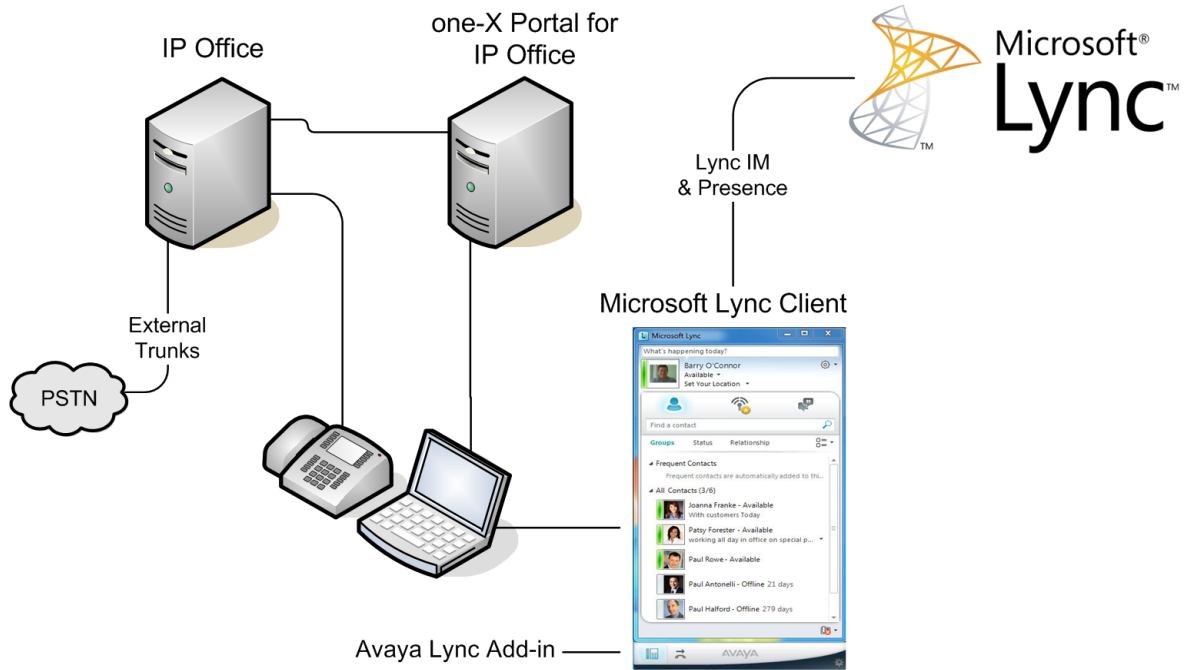 IP Office
one-X Portal for
IP Office
Microsoft®
Lync™
TM
Lync IM
& Presence
External
Trunks
PSTN
Microsoft Lync Client
Microsoft Lync
What's happening today?
Barry O'Connor
Available
Set Your Location
Find a contact
Groups Status Relationship
Frequent Contacts
Frequent contacts are automatically added to thi...
All Contacts (3/6)
Joanna Franke - Available
With customers Today
Patsy Forester - Available
working all day in office on special p...
Paul Rowe - Available
Paul Antonelli - Offline 21 days
Paul Halford - Offline 279 days
Avaya Lync Add-in
AVAYA